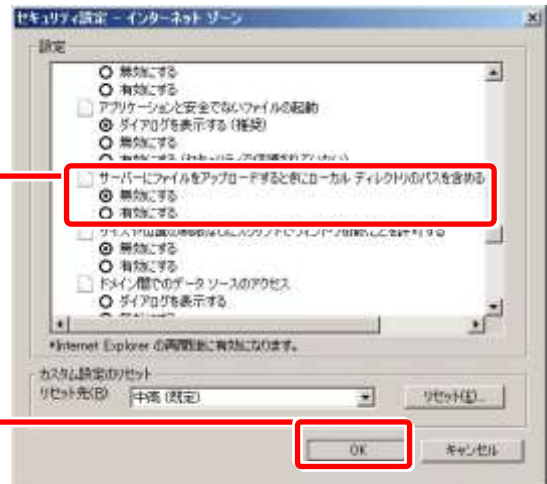 セキュリティ設定 - インターネット ゾーン
設定
無効にする
有効にする
アプリケーションと安全でないファイルの起動
ダイアログを表示する (推奨)
無効にする
サーバーにファイルをアップロードするときにローカル ディレクトリのパスを含める
無効にする
有効にする
無効にする
有効にする
ドメイン間でのデータ ソースのアクセス
ダイアログを表示する
*Internet Explorer の再開後に有効になります。
カスタム設定のリセット
リセット先(R)
中高 (既定)
リセット(E)...
OK
キャンセル